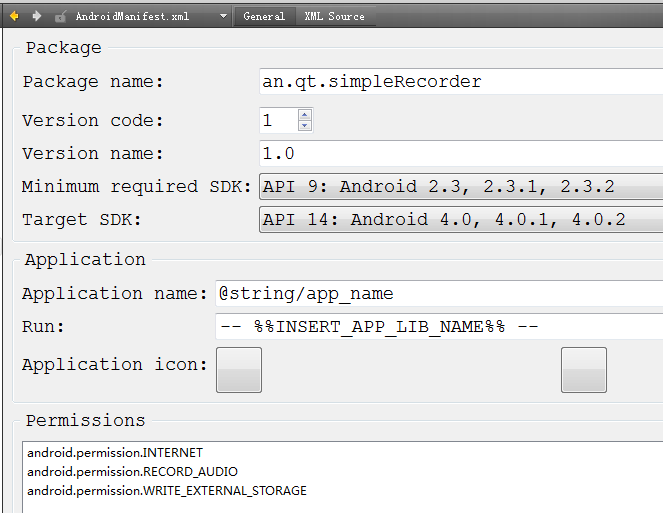 AndroidManifest.xml General XML Source
Package
Package name: an.qt.simpleRecorder
Version code: 1
Version name: 1.0
Minimum required SDK: API 9: Android 2.3, 2.3.1, 2.3.2
Target SDK: API 14: Android 4.0, 4.0.1, 4.0.2
Application
Application name: @string/app_name
Run: -- %%INSERT_APP_LIB_NAME%% --
Application icon:
Permissions
android.permission.INTERNET
android.permission.RECORD_AUDIO
android.permission.WRITE_EXTERNAL_STORAGE